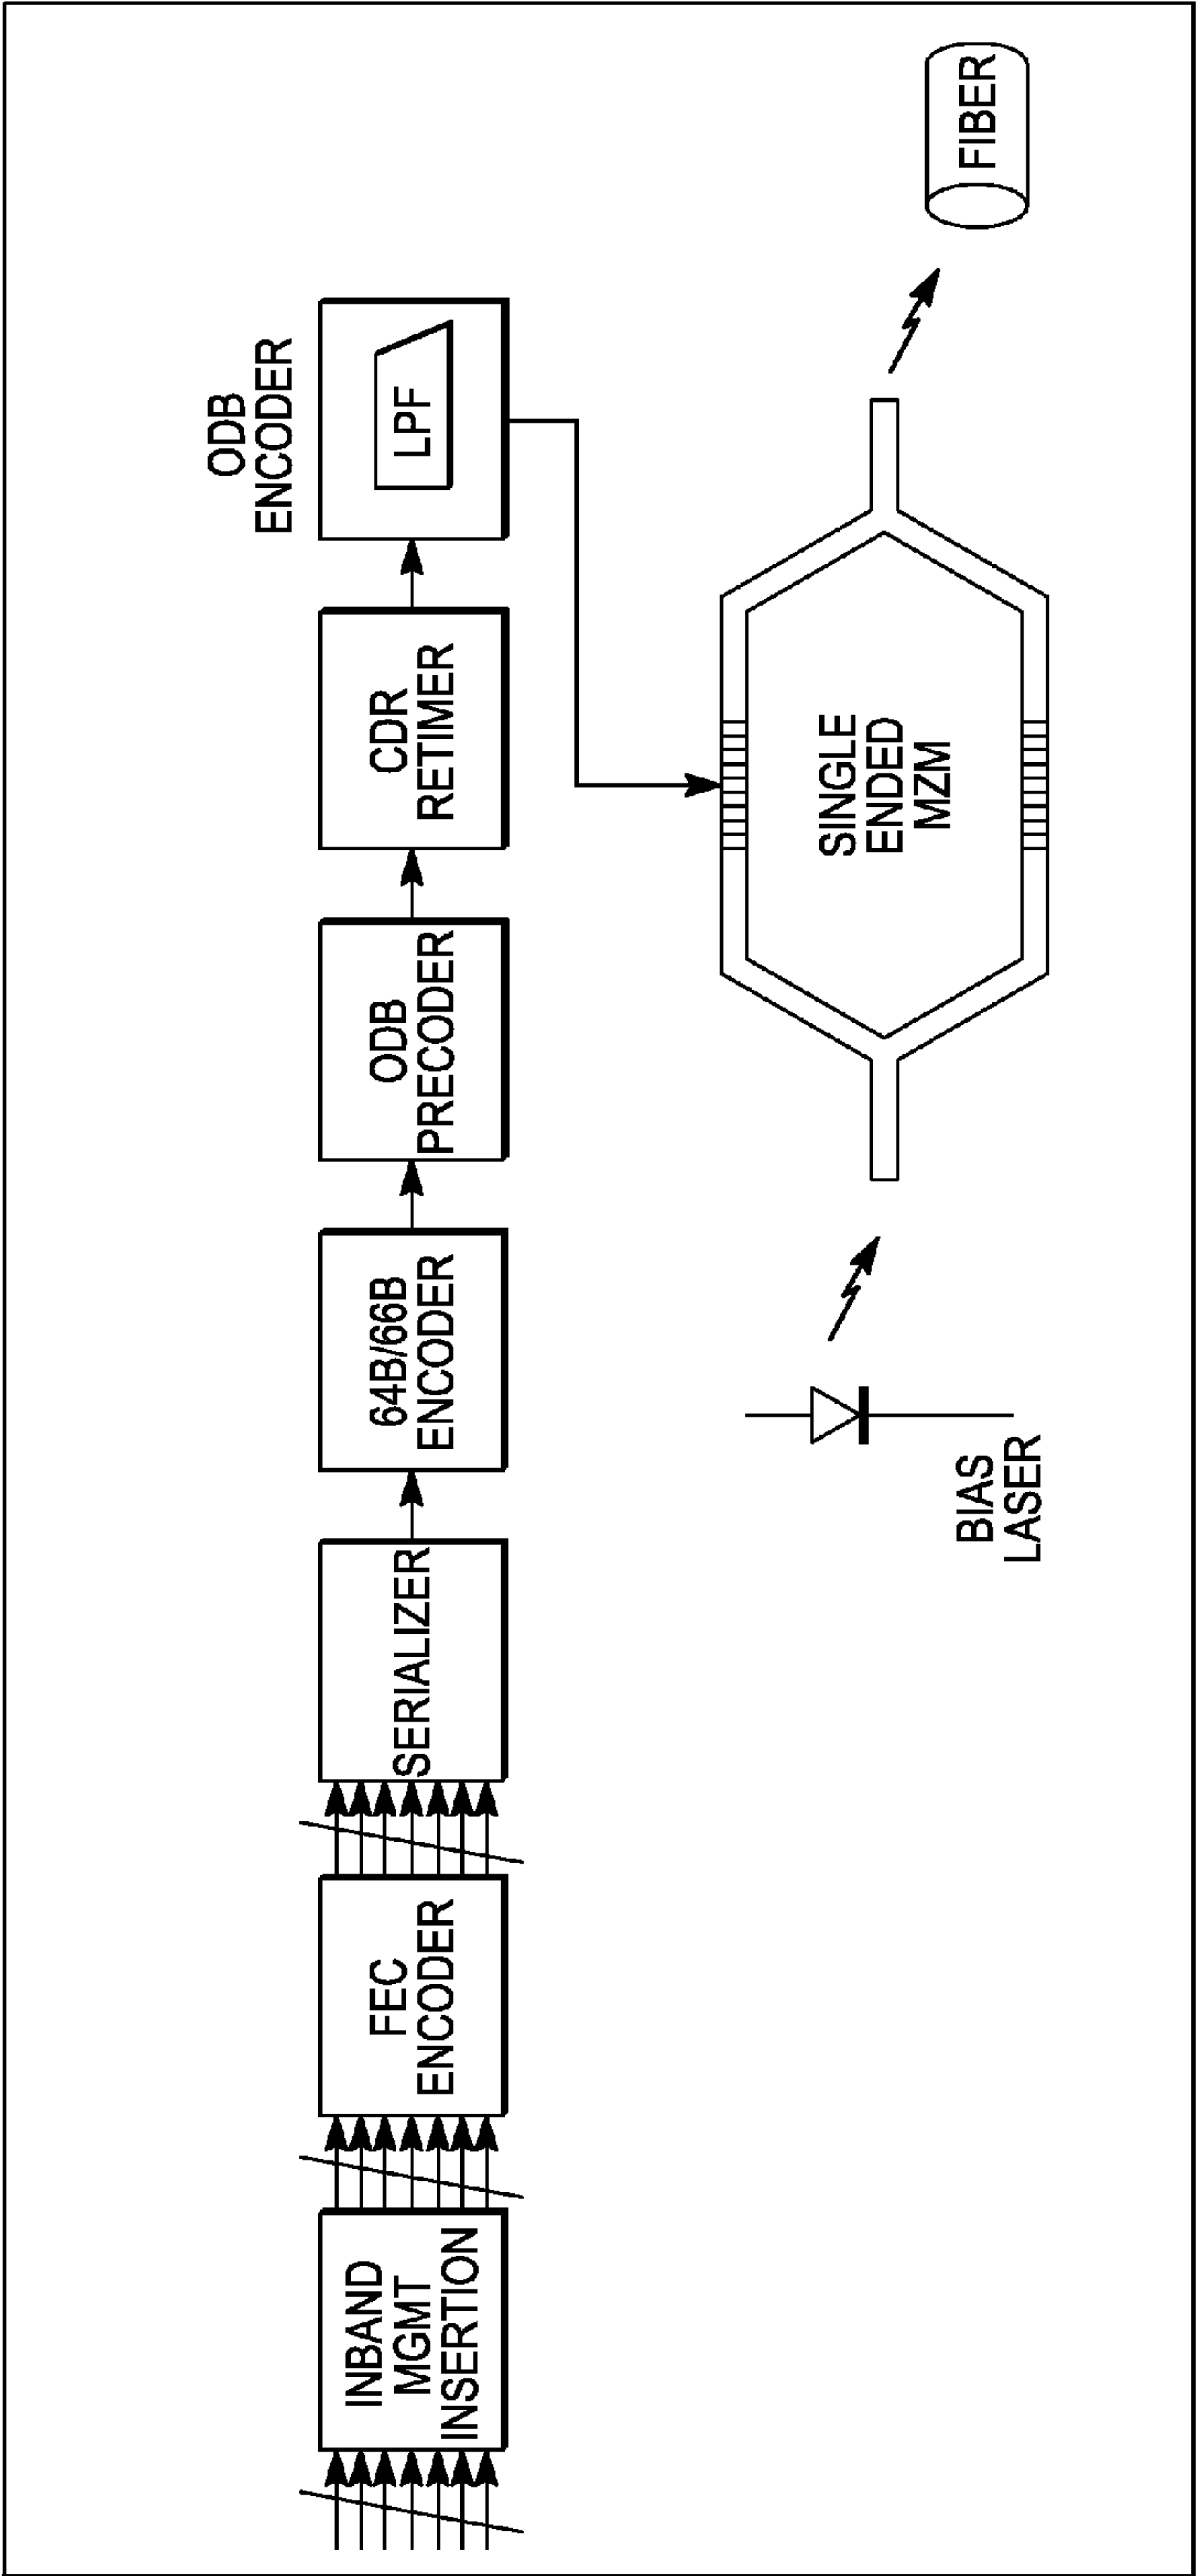 INBAND
MGMT
INSERTION
FEC
ENCODER
SERIALIZER
64B/66B
ENCODER
ODB
PRECODER
CDR
RETIMER
ODB
ENCODER
LPF
BIAS
LASER
SINGLE
ENDED
MZM
FIBER